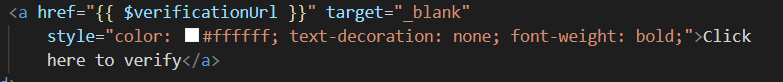 <a href="{{ $verificationUrl }}" target="_blank"
style="color: #ffffff; text-decoration: none; font-weight: bold;">Click
here to verify</a>